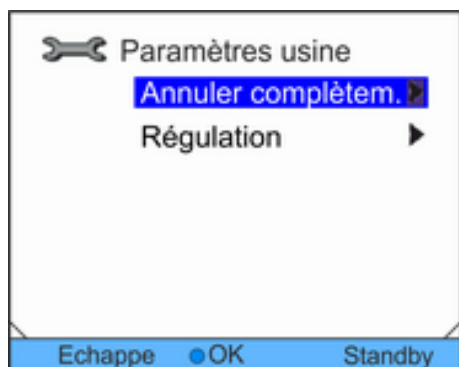 Paramètres usine
Annuler complètem.
Régulation
Echappe OK Standby